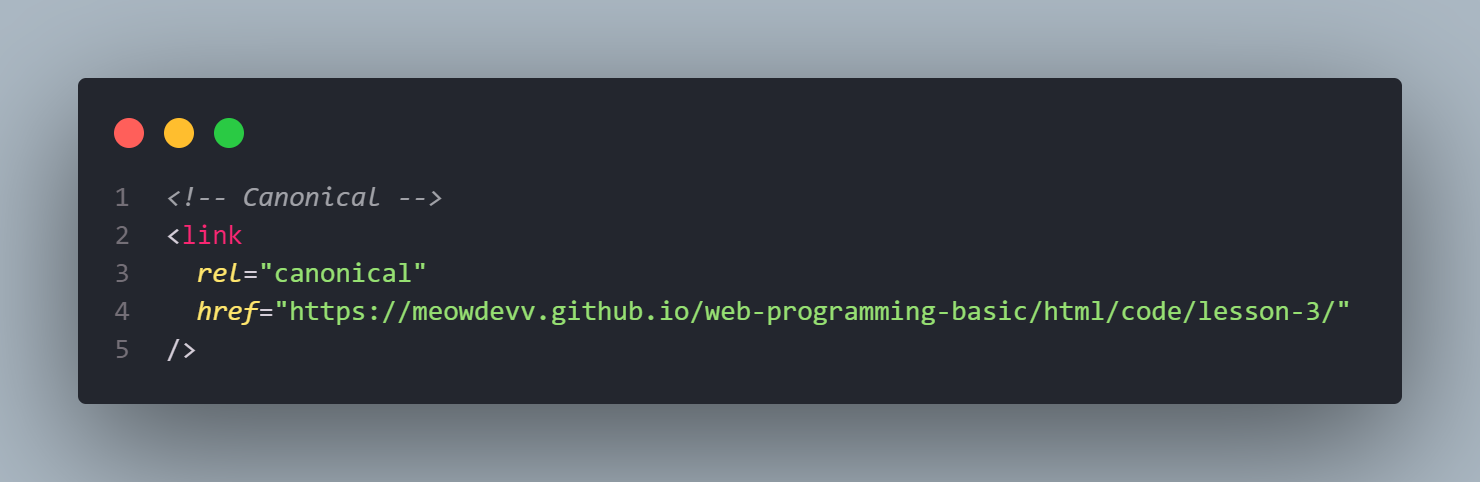 1 <!-- Canonical -->
2 <link
3 rel="canonical"
4 href="https://meowdevv.github.io/web-programming-basic/html/code/lesson-3/"
5 />